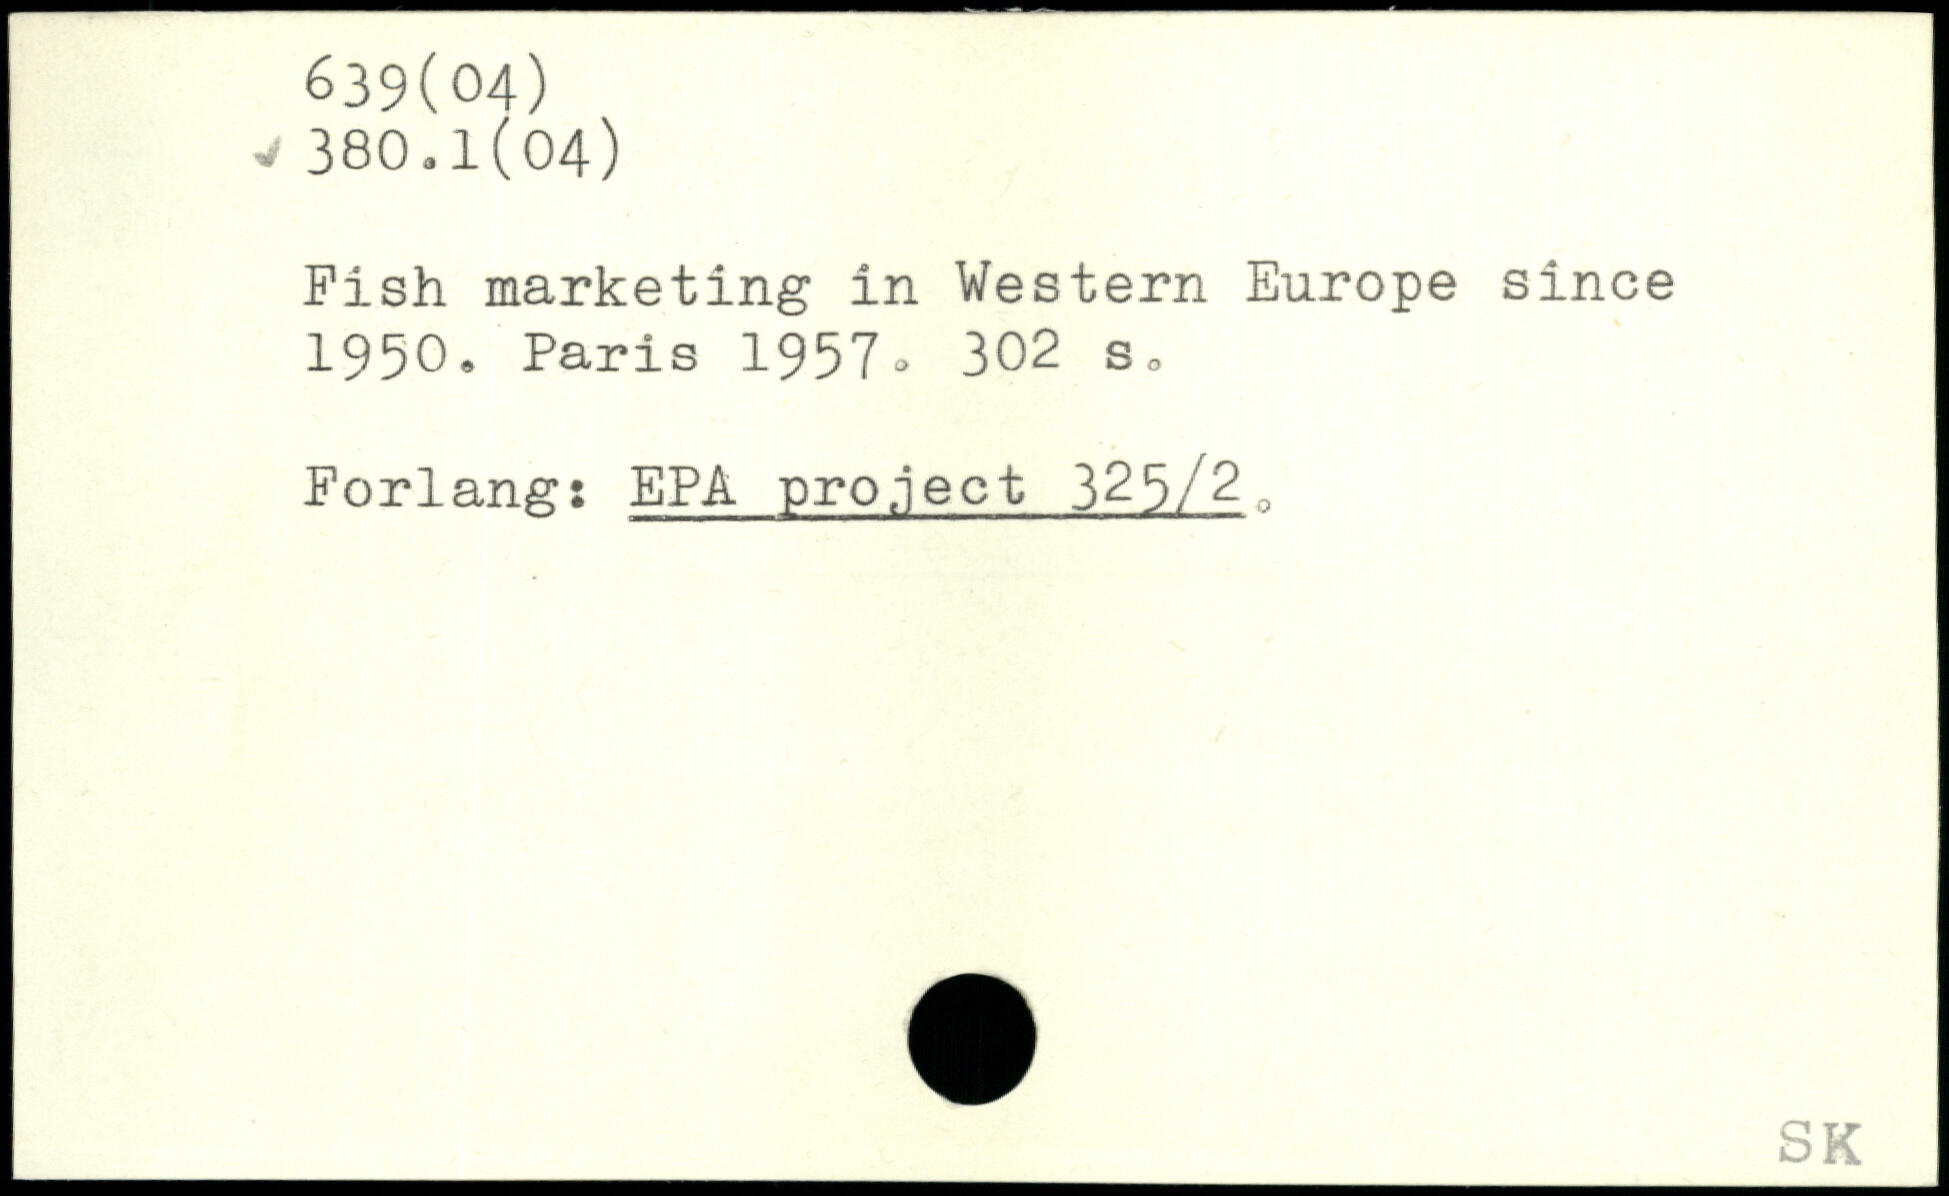 639(04)
380.1(04)
Fish marketing in Western Europe since
1950. Paris 1957. 302 s.
Forlang: EPA project 325/2.
SK